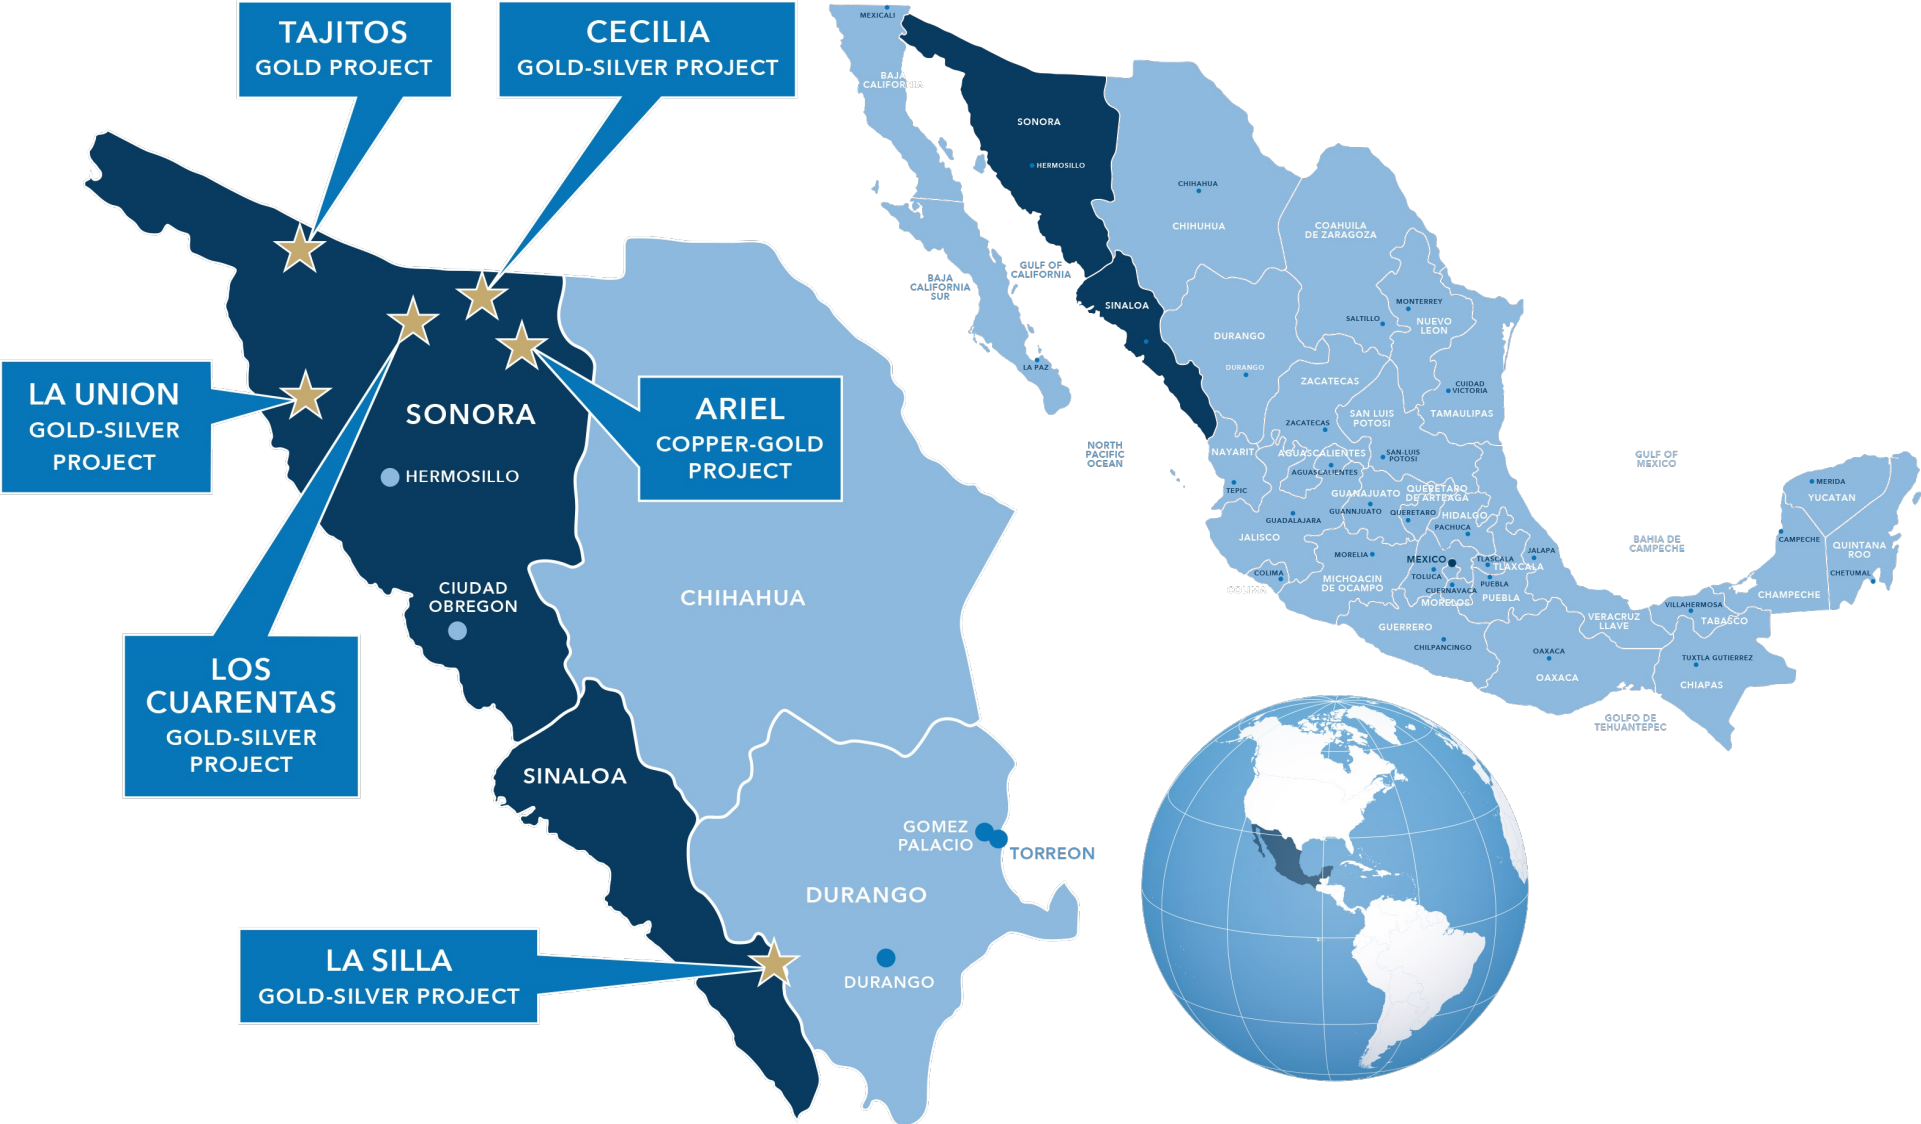 TAJITOS
GOLD PROJECT
CECILIA
GOLD-SILVER PROJECT
LA UNION
GOLD-SILVER
PROJECT
SONORA
HERMOSILLO
ARIEL
COPPER-GOLD
PROJECT
CIUDAD
OBREGON
CHIHAHUA
LOS
CUARENTAS
GOLD-SILVER
PROJECT
SINALOA
GOMEZ
PALACIO
TORREON
DURANGO
DURANGO
LA SILLA
GOLD-SILVER PROJECT
MEXICALI
BAJA
CALIFORNIA
SONORA
HERMOSILLO
CHIHAHUA
CHIHUHUA
COAHUILA
DE ZARAGOZA
BAJA
CALIFORNIA
SUR
GULF OF
CALIFORNIA
SINALOA
LA PAZ
MONTERREY
SALTILLO
NUEVO
LEON
DURANGO
DURANGO
ZACATECAS
CUIDAD
VICTORIA
SAN LUIS
POTOSI
TAMAULIPAS
ZACATECAS
NORTH
PACIFIC
OCEAN
NAYARIT
AGUASCALIENTES
AGUASCALIENTES
SAN-LUIS
POTOSI
TEPIC
GUANAJUATO
QUERETARO
DE ARTEAGA
GUADALAJARA
GUANNJUATO
QUERETARO
HIDALGO
PACHUCA
JALISCO
MORELIA
MEXICO
TLASCALA
JALAPA
TLAXCALA
COLIMA
COLIMA
MICHOACIN
DE OCAMPO
TOLUCA
PUEBLA
CUERNAVACA
MORELOS
PUEBLA
GUERRERO
CHILPANCINGO
OAXACA
OAXACA
VERACRUZ
LLAVE
VILLAHERMOSA
TABASCO
TUXTLA GUTIERREZ
CHIAPAS
GOLFO DE
TEHUANTEPEC
GULF OF
MEXICO
BAHIA DE
CAMPECHE
MERIDA
YUCATAN
CAMPECHE
QUINTANA
ROO
CHETUMAL
CHAMPECHE